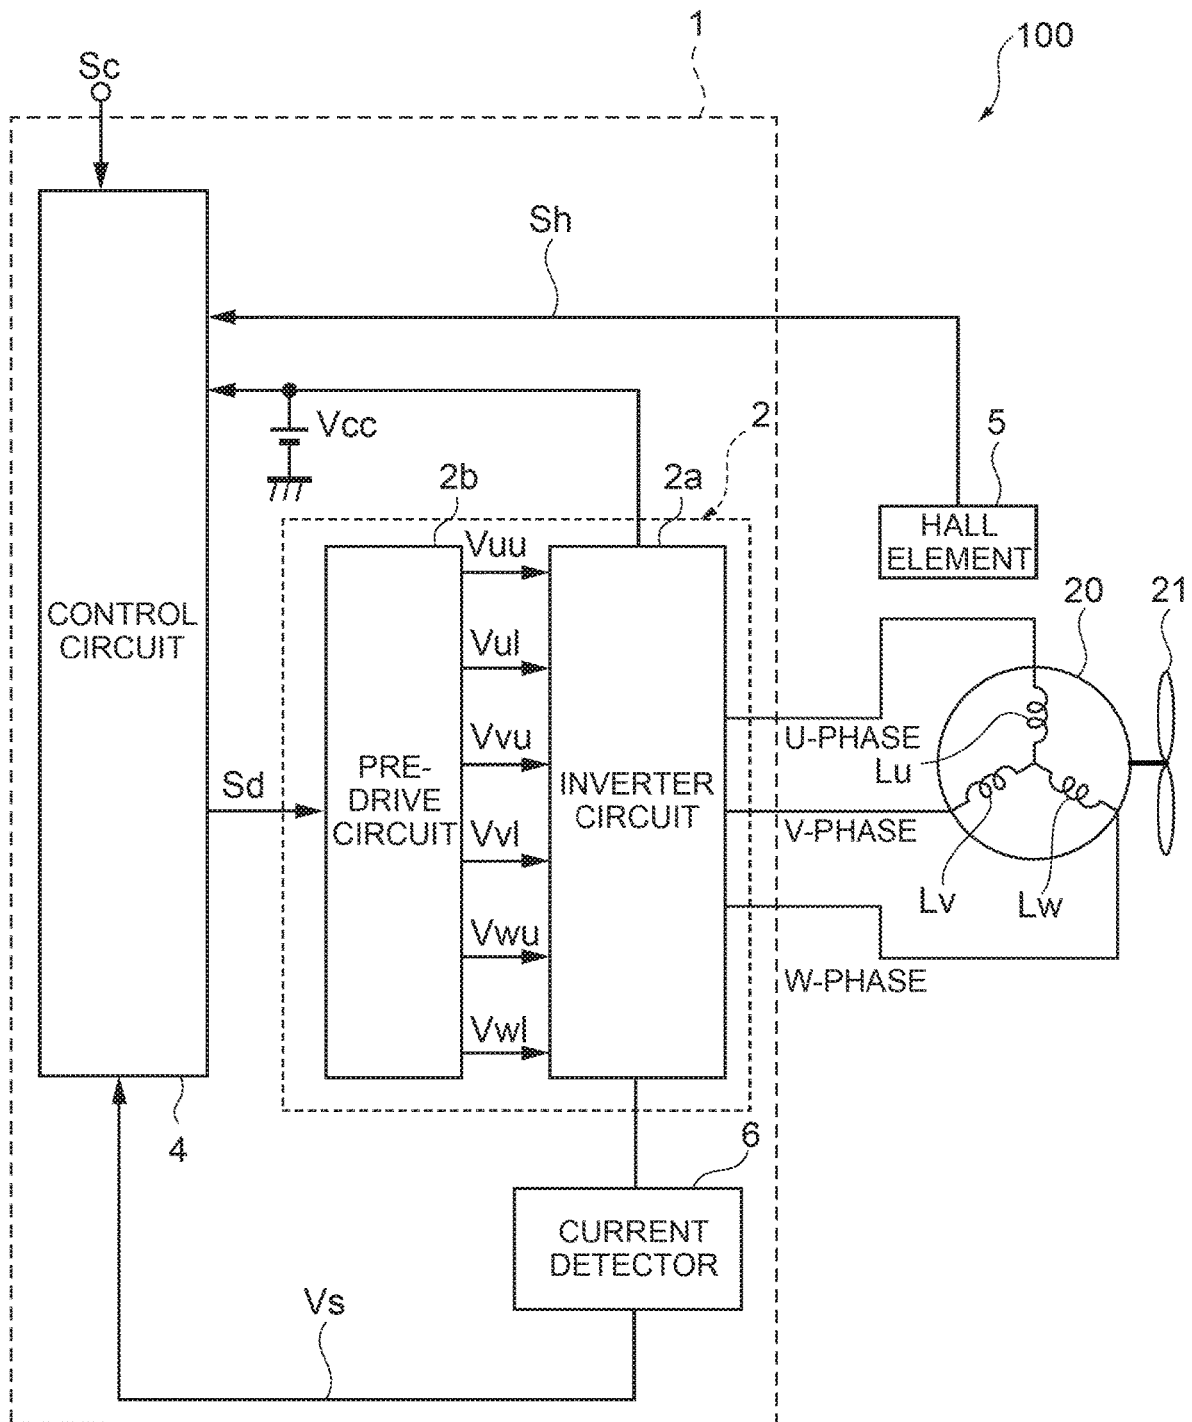 1
100
Sc
Sh
Vcc
2
5
2b
2a
HALL
ELEMENT
Vuu
20
21
CONTROL
CIRCUIT
Vul
Vvu
U-PHASE
Lu
PRE-
DRIVE
CIRCUIT
INVERTER
CIRCUIT
Sd
V-PHASE
Vvl
Lv
Lw
Vwu
W-PHASE
Vwl
4
6
CURRENT
DETECTOR
Vs